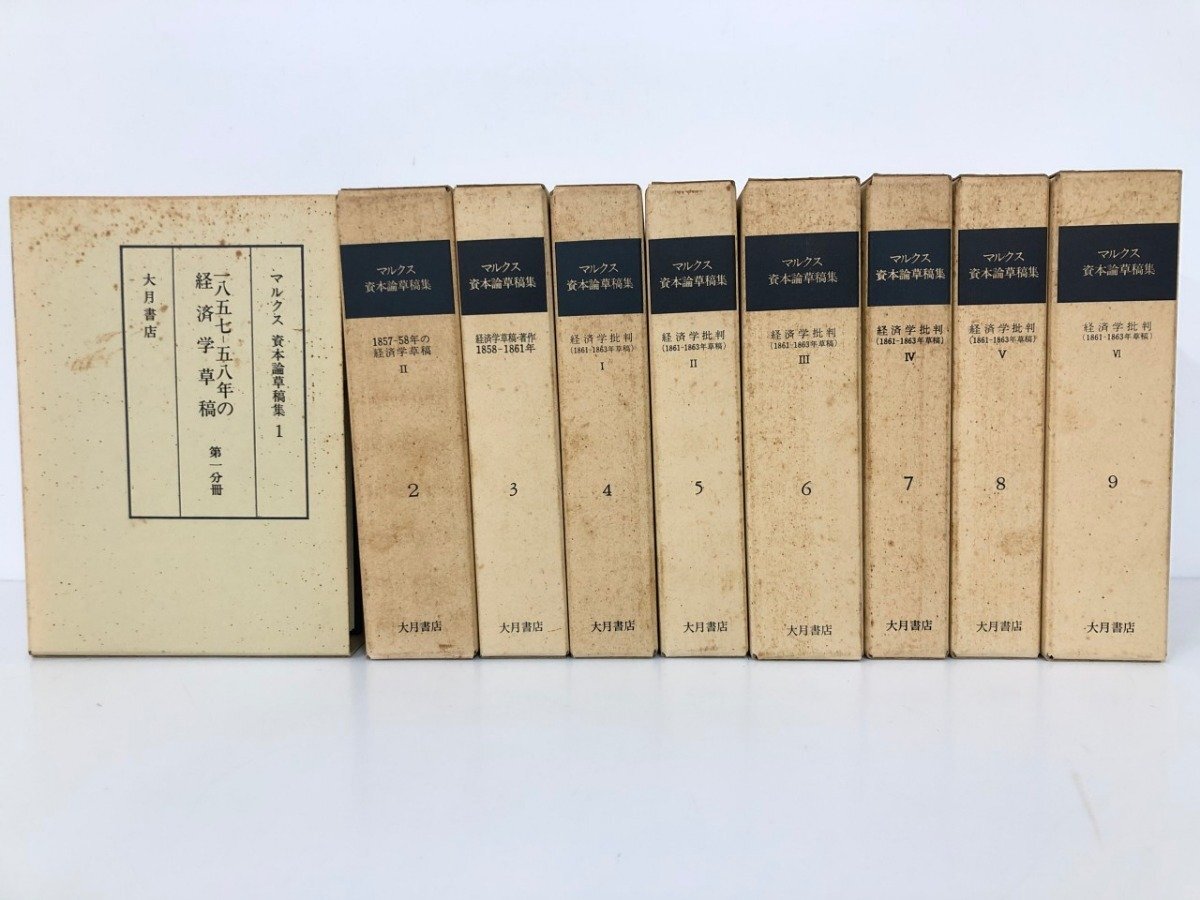 マルクス 資本論草稿集 1
一八五七-五八年の
経済学草稿 第一分冊
大月書店
マルクス
資本論草稿集
1857-58年の
経済学草稿
II
2
大月書店
マルクス
資本論草稿集
経済学草稿・著作
1858-1861年
3
大月書店
マルクス
資本論草稿集
経済学批判
(1861-1863年草稿)
I
4
大月書店
マルクス
資本論草稿集
経済学批判
(1861-1863年草稿)
II
5
大月書店
マルクス
資本論草稿集
経済学批判
(1861-1863年草稿)
III
6
大月書店
マルクス
資本論草稿集
経済学批判
(1861-1863年草稿)
IV
7
大月書店
マルクス
資本論草稿集
経済学批判
(1861-1863年草稿)
V
8
大月書店
マルクス
資本論草稿集
経済学批判
(1861-1863年草稿)
VI
9
大月書店